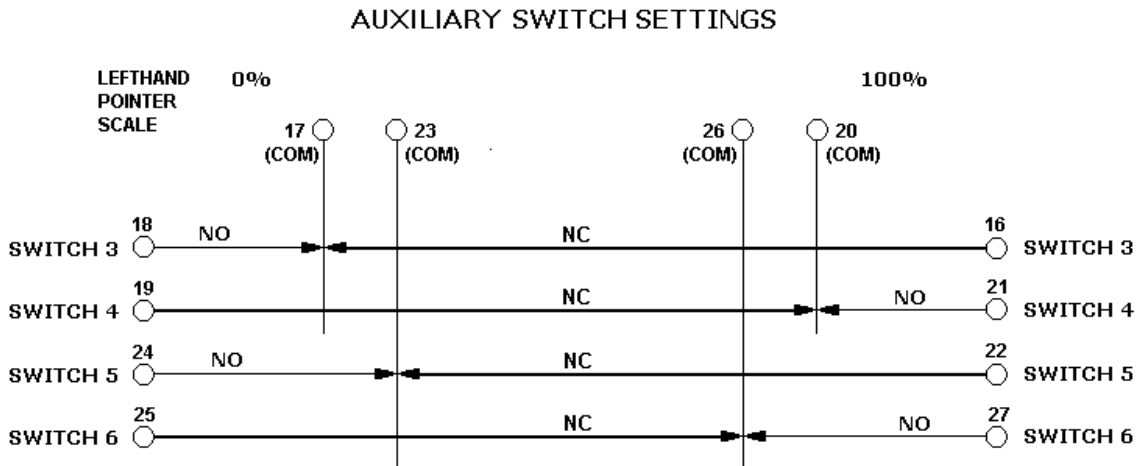 AUXILIARY SWITCH SETTINGS
LEFTHAND POINTER SCALE
0%
100%
17 (COM)
23 (COM)
26 (COM)
20 (COM)
SWITCH 3 18 NO NC 16 SWITCH 3
SWITCH 4 19 NC NO 21 SWITCH 4
SWITCH 5 24 NO NC 22 SWITCH 5
SWITCH 6 25 NC NO 27 SWITCH 6